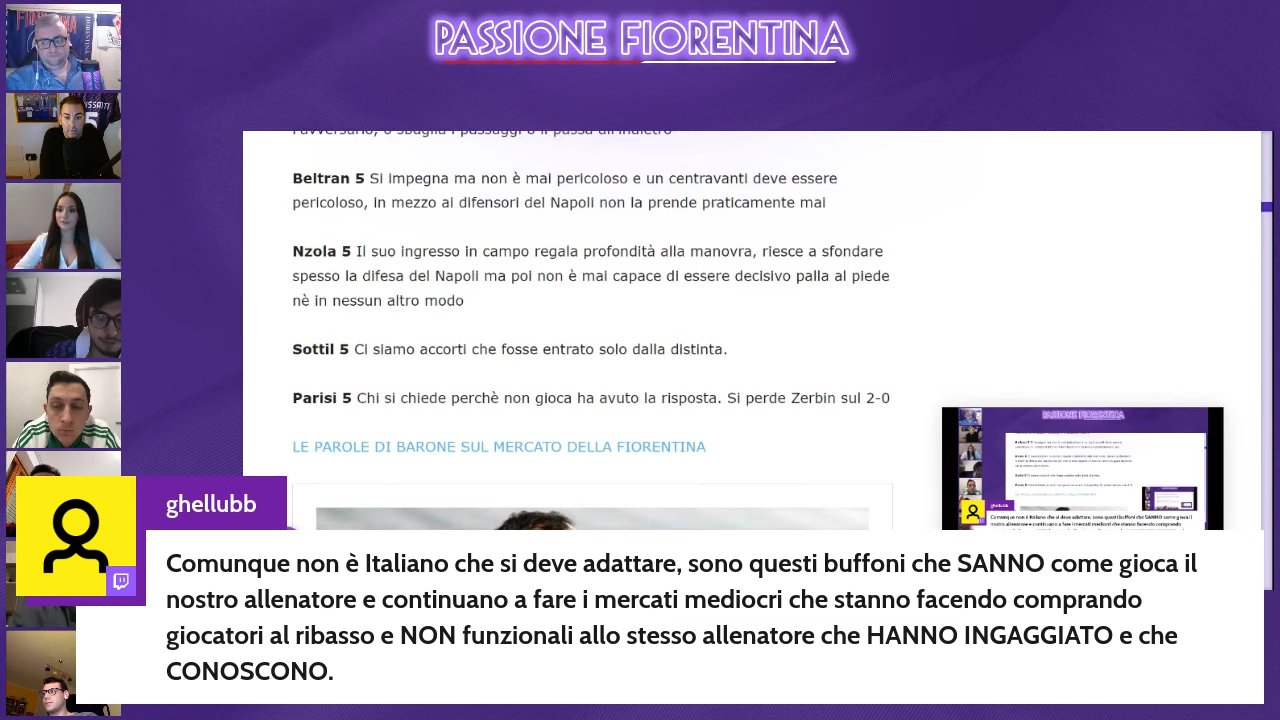 PASSIONE FIORENTINA
l'avversario, o sbaglia i passaggi o li passa all'indietro
Beltran 5 Si impegna ma non è mai pericoloso e un centravanti deve essere
pericoloso, in mezzo ai difensori del Napoli non la prende praticamente mai
Nzola 5 Il suo ingresso in campo regala profondità alla manovra, riesce a sfondare
spesso la difesa del Napoli ma poi non è mai capace di essere decisivo palla al piede
nè in nessun altro modo
Sottil 5 Ci siamo accorti che fosse entrato solo dalla distinta.
Parisi 5 Chi si chiede perchè non gioca ha avuto la risposta. Si perde Zerbin sul 2-0
LE PAROLE DI BARONE SUL MERCATO DELLA FIORENTINA
ghellubb
Comunque non è Italiano che si deve adattare, sono questi buffoni che SANNO come gioca il
nostro allenatore e continuano a fare i mercati mediocri che stanno facendo comprando
giocatori al ribasso e NON funzionali allo stesso allenatore che HANNO INGAGGIATO e che
CONOSCONO.